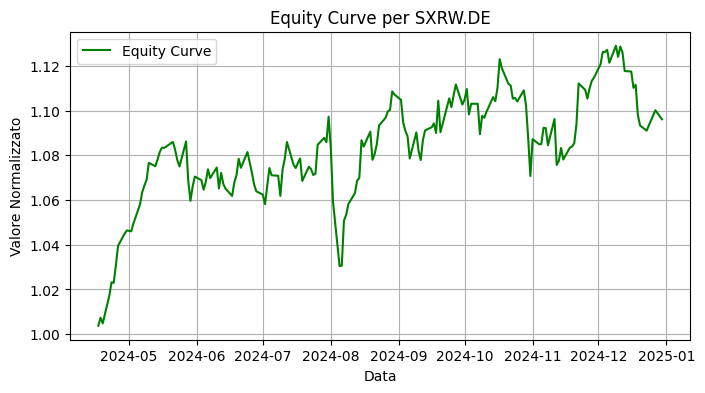 Equity Curve per SXRW.DE
Equity Curve
Valore Normalizzato
1.12
1.10
1.08
1.06
1.04
1.02
1.00
2024-05 2024-06 2024-07 2024-08 2024-09 2024-10 2024-11 2024-12 2025-01
Data